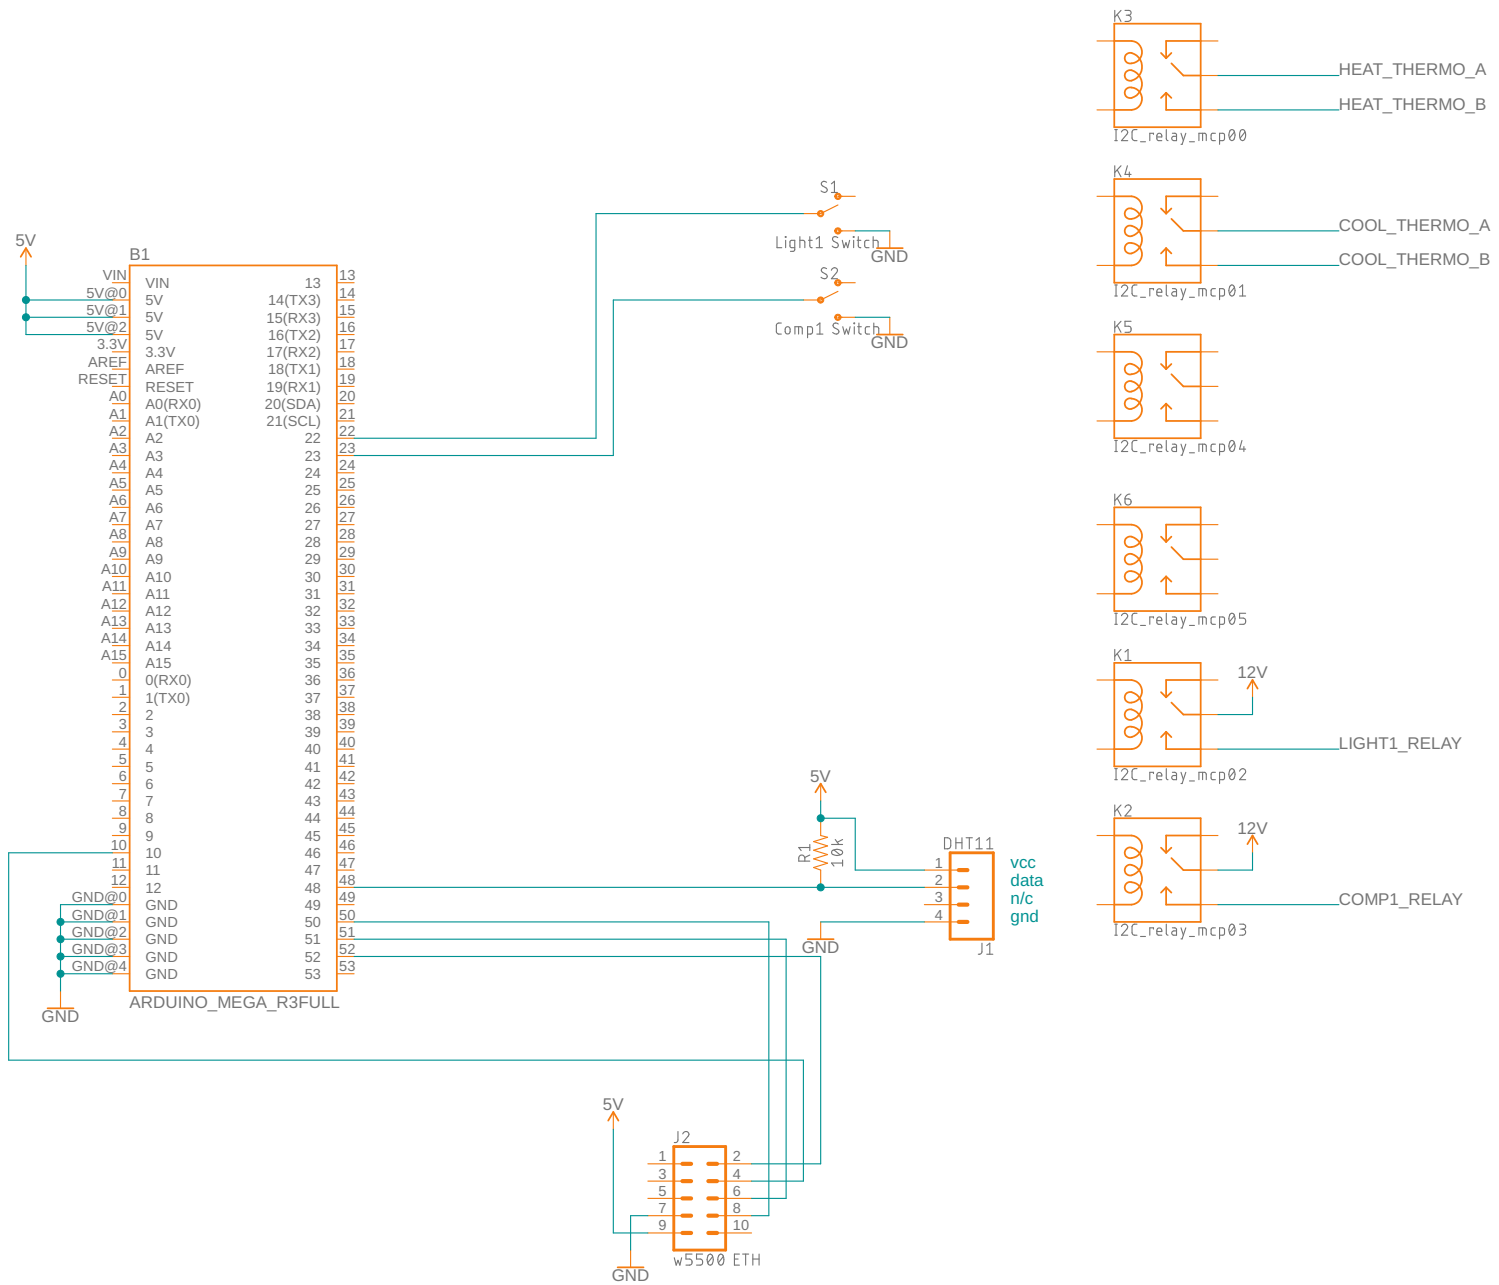 K3
HEAT_THERMO_A
HEAT_THERMO_B
I2C_relay_mcp00
K4
COOL_THERMO_A
COOL_THERMO_B
I2C_relay_mcp01
S1
Light1 Switch
GND
S2
Comp1 Switch
GND
K5
I2C_relay_mcp04
K6
I2C_relay_mcp05
K1
12V
LIGHT1_RELAY
I2C_relay_mcp02
K2
12V
COMP1_RELAY
I2C_relay_mcp03
5V
B1
VIN VIN 13 13
5V@0 5V 14(TX3) 14
5V@1 5V 15(RX3) 15
5V@2 5V 16(TX2) 16
3.3V 3.3V 17(RX2) 17
AREF AREF 18(TX1) 18
RESET RESET 19(RX1) 19
A0 A0(RX0) 20(SDA) 20
A1 A1(TX0) 21(SCL) 21
A2 A2 22 22
A3 A3 23 23
A4 A4 24 24
A5 A5 25 25
A6 A6 26 26
A7 A7 27 27
A8 A8 28 28
A9 A9 29 29
A10 A10 30 30
A11 A11 31 31
A12 A12 32 32
A13 A13 33 33
A14 A14 34 34
A15 A15 35 35
0 0(RX0) 36 36
1 1(TX0) 37 37
2 2 38 38
3 3 39 39
4 4 40 40
5 5 41 41
6 6 42 42
7 7 43 43
8 8 44 44
9 9 45 45
10 10 46 46
11 11 47 47
12 12 48 48
GND@0 GND 49 49
GND@1 GND 50 50
GND@2 GND 51 51
GND@3 GND 52 52
GND@4 GND 53 53
GND
ARDUINO_MEGA_R3FULL
5V
R1
10k
DHT11
1 vcc
2 data
3 n/c
4 gnd
GND
J1
5V
J2
1 2
3 4
5 6
7 8
9 10
w5500 ETH
GND